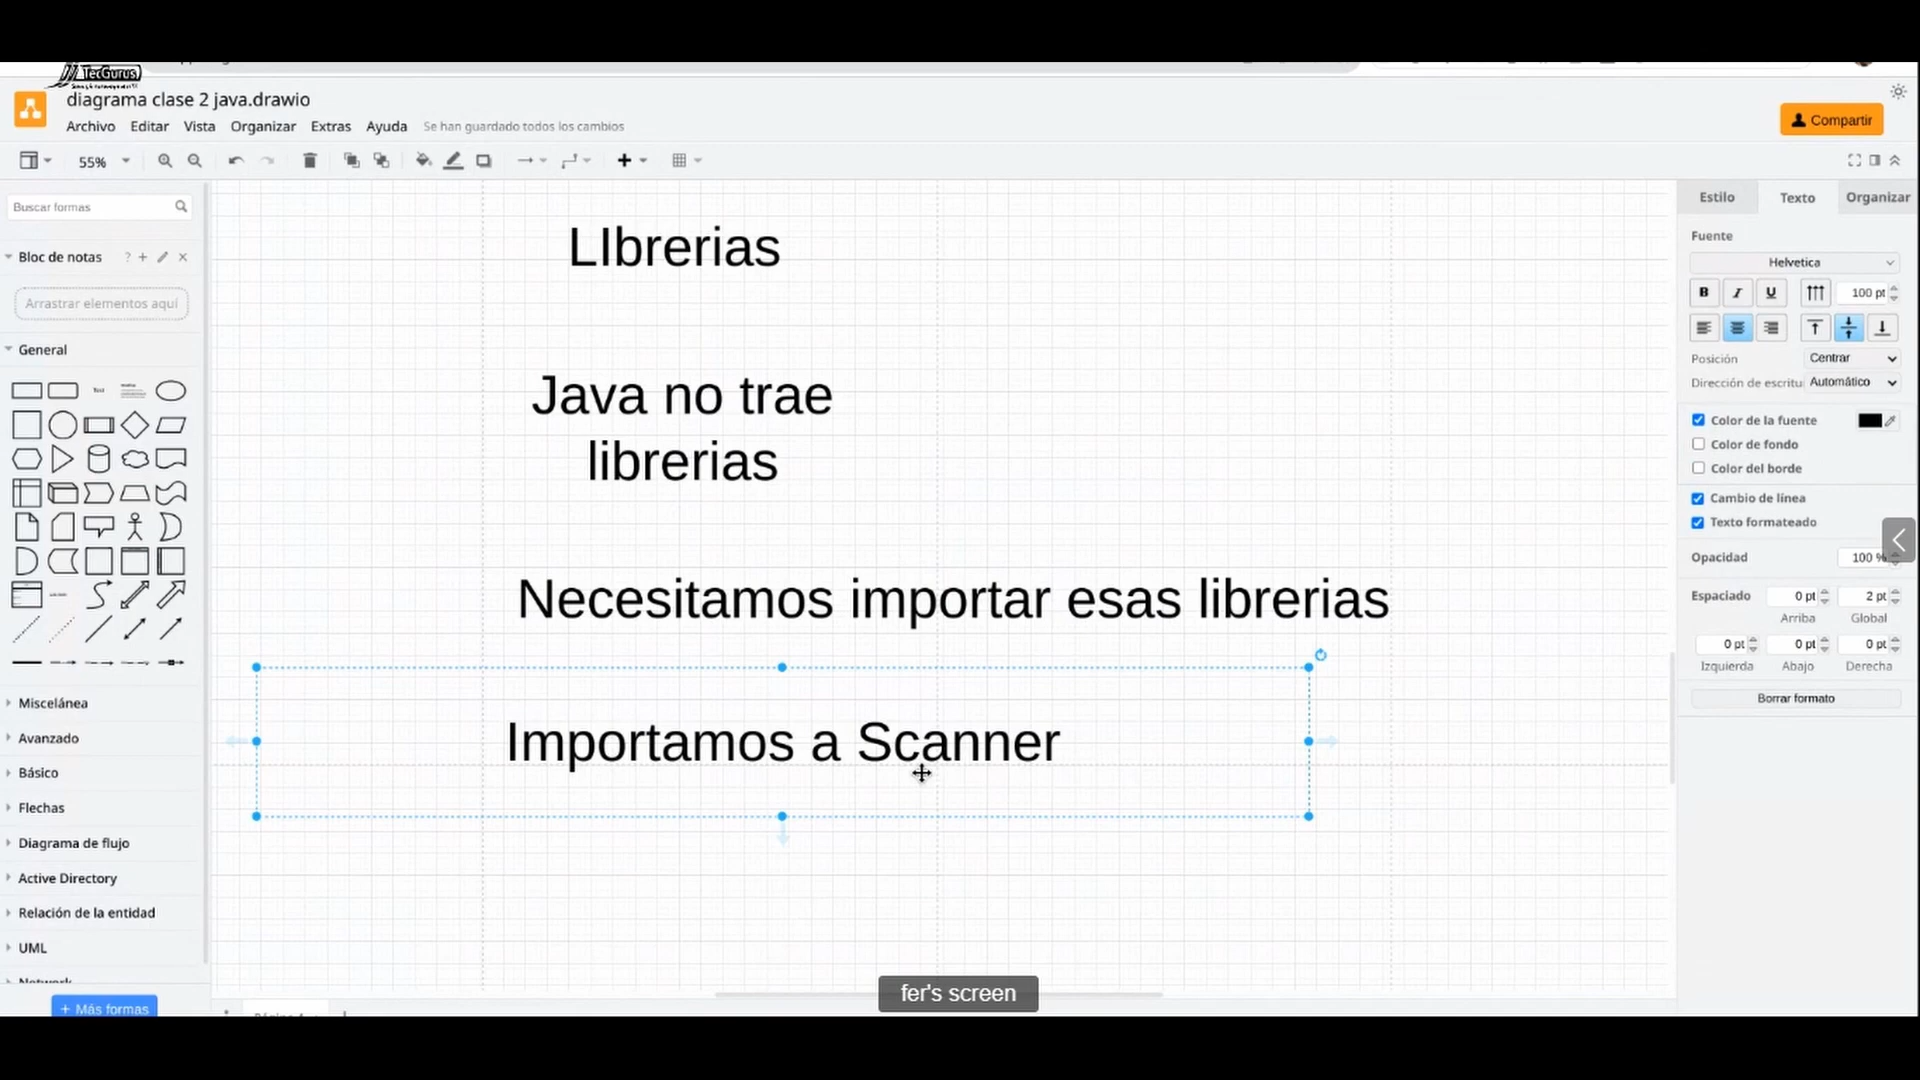 TecGurus
diagrama clase 2 java.drawio
Archivo Editar Vista Organizar Extras Ayuda Se han guardado todos los cambios
Compartir
55%
Buscar formas
Bloc de notas ?
Arrastrar elementos aquí
General
Text
Miscelánea
Avanzado
Básico
Flechas
Diagrama de flujo
Active Directory
Relación de la entidad
UML
Network
+ Más formas
LIbrerias
Java no trae
librerias
Necesitamos importar esas librerias
Importamos a Scanner
fer's screen
Estilo Texto Organizar
Fuente
Helvetica
B I U 100 pt
Posición Centrar
Dirección de escritu Automático
Color de la fuente
Color de fondo
Color del borde
Cambio de línea
Texto formateado
Opacidad 100 %
Espaciado 0 pt 2 pt
Arriba Global
0 pt 0 pt 0 pt
Izquierda Abajo Derecha
Borrar formato